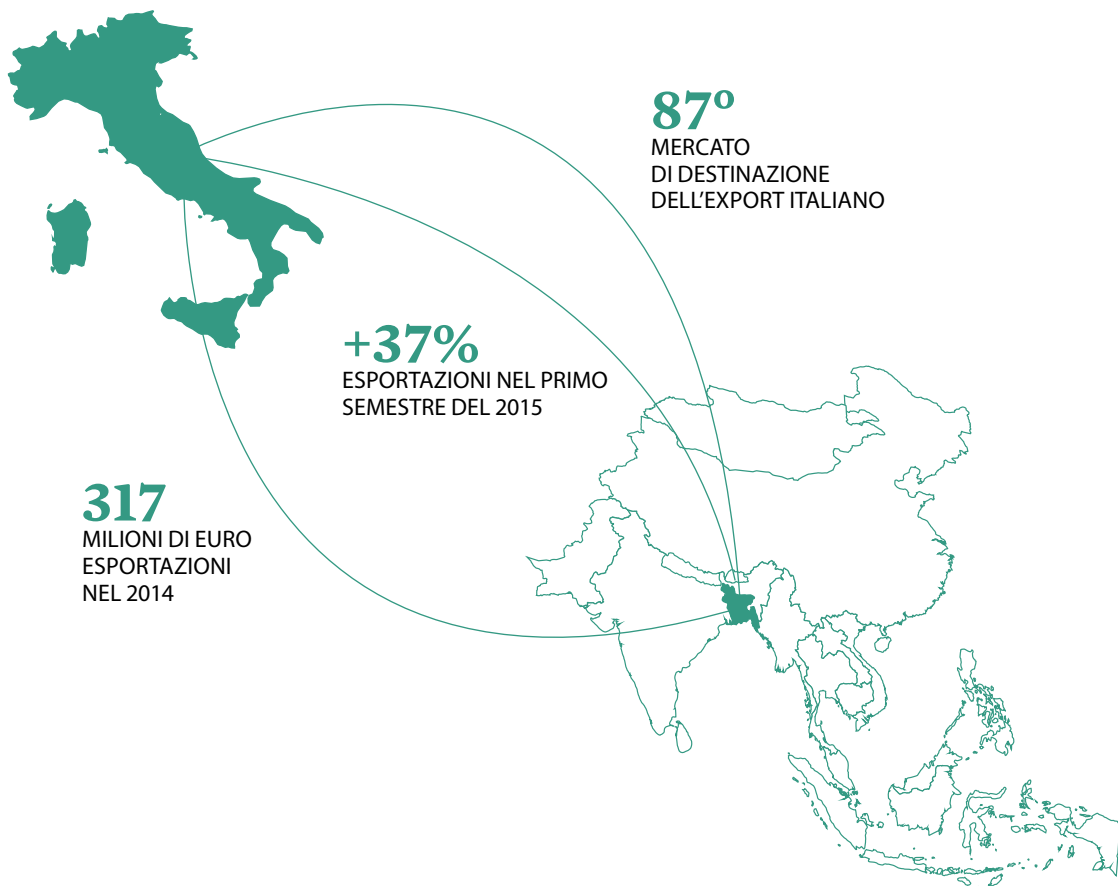 87º
MERCATO
DI DESTINAZIONE
DELL'EXPORT ITALIANO
+37%
ESPORTAZIONI NEL PRIMO
SEMESTRE DEL 2015
317
MILIONI DI EURO
ESPORTAZIONI
NEL 2014